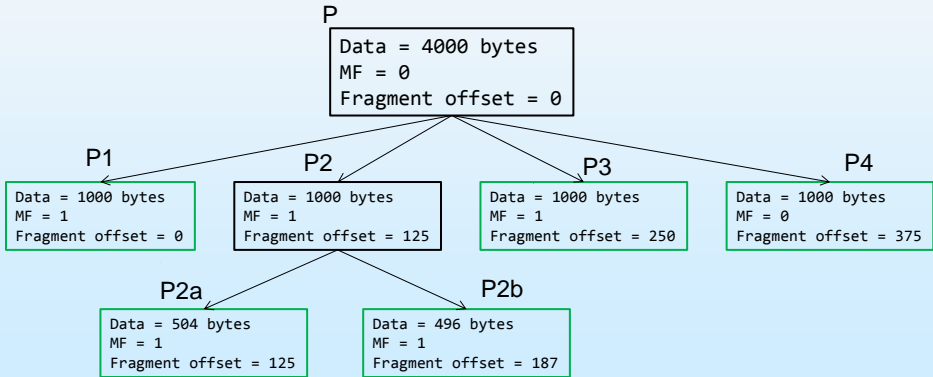 P
Data = 4000 bytes
MF = 0
Fragment offset = 0
P1
Data = 1000 bytes
MF = 1
Fragment offset = 0
P2
Data = 1000 bytes
MF = 1
Fragment offset = 125
P3
Data = 1000 bytes
MF = 1
Fragment offset = 250
P4
Data = 1000 bytes
MF = 0
Fragment offset = 375
P2a
Data = 504 bytes
MF = 1
Fragment offset = 125
P2b
Data = 496 bytes
MF = 1
Fragment offset = 187